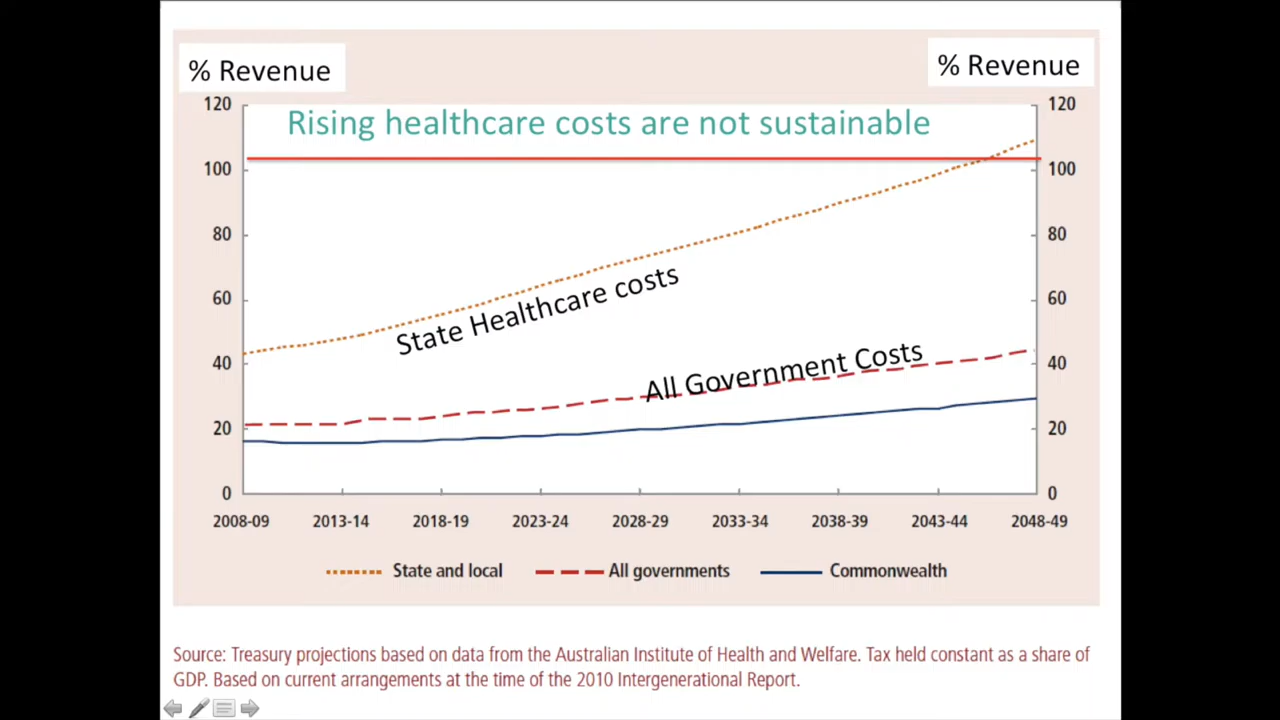 % Revenue
% Revenue
120
Rising healthcare costs are not sustainable
120
100
100
80
80
60
State Healthcare costs
60
40
All Government Costs
40
20
20
0
0
2008-09 2013-14 2018-19 2023-24 2028-29 2033-34 2038-39 2043-44 2048-49
State and local All governments Commonwealth
Source: Treasury projections based on data from the Australian Institute of Health and Welfare. Tax held constant as a share of
GDP. Based on current arrangements at the time of the 2010 Intergenerational Report.